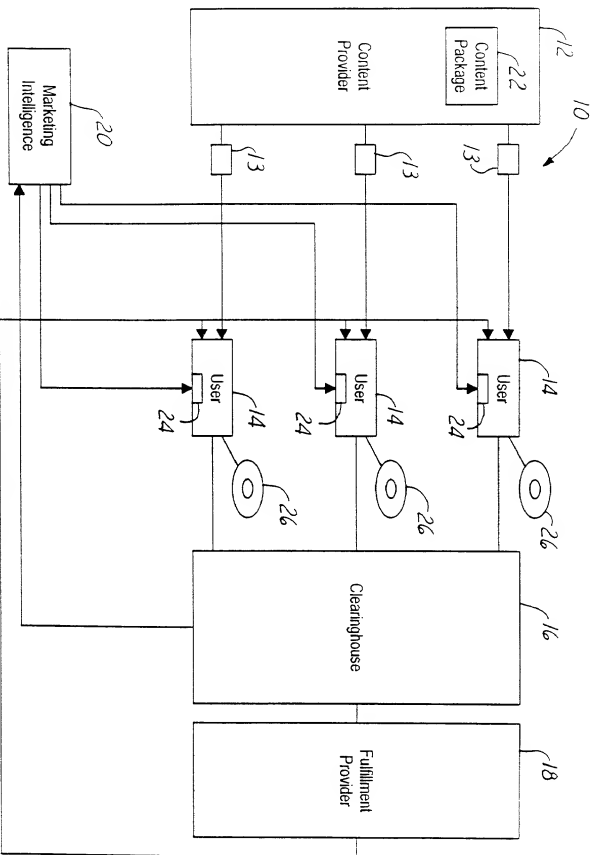 10
12
22
Content
Package
Content
Provider
13
13
13
14
User
24
26
14
User
24
26
14
User
24
26
16
Clearinghouse
18
Fulfillment
Provider
20
Marketing
Intelligence